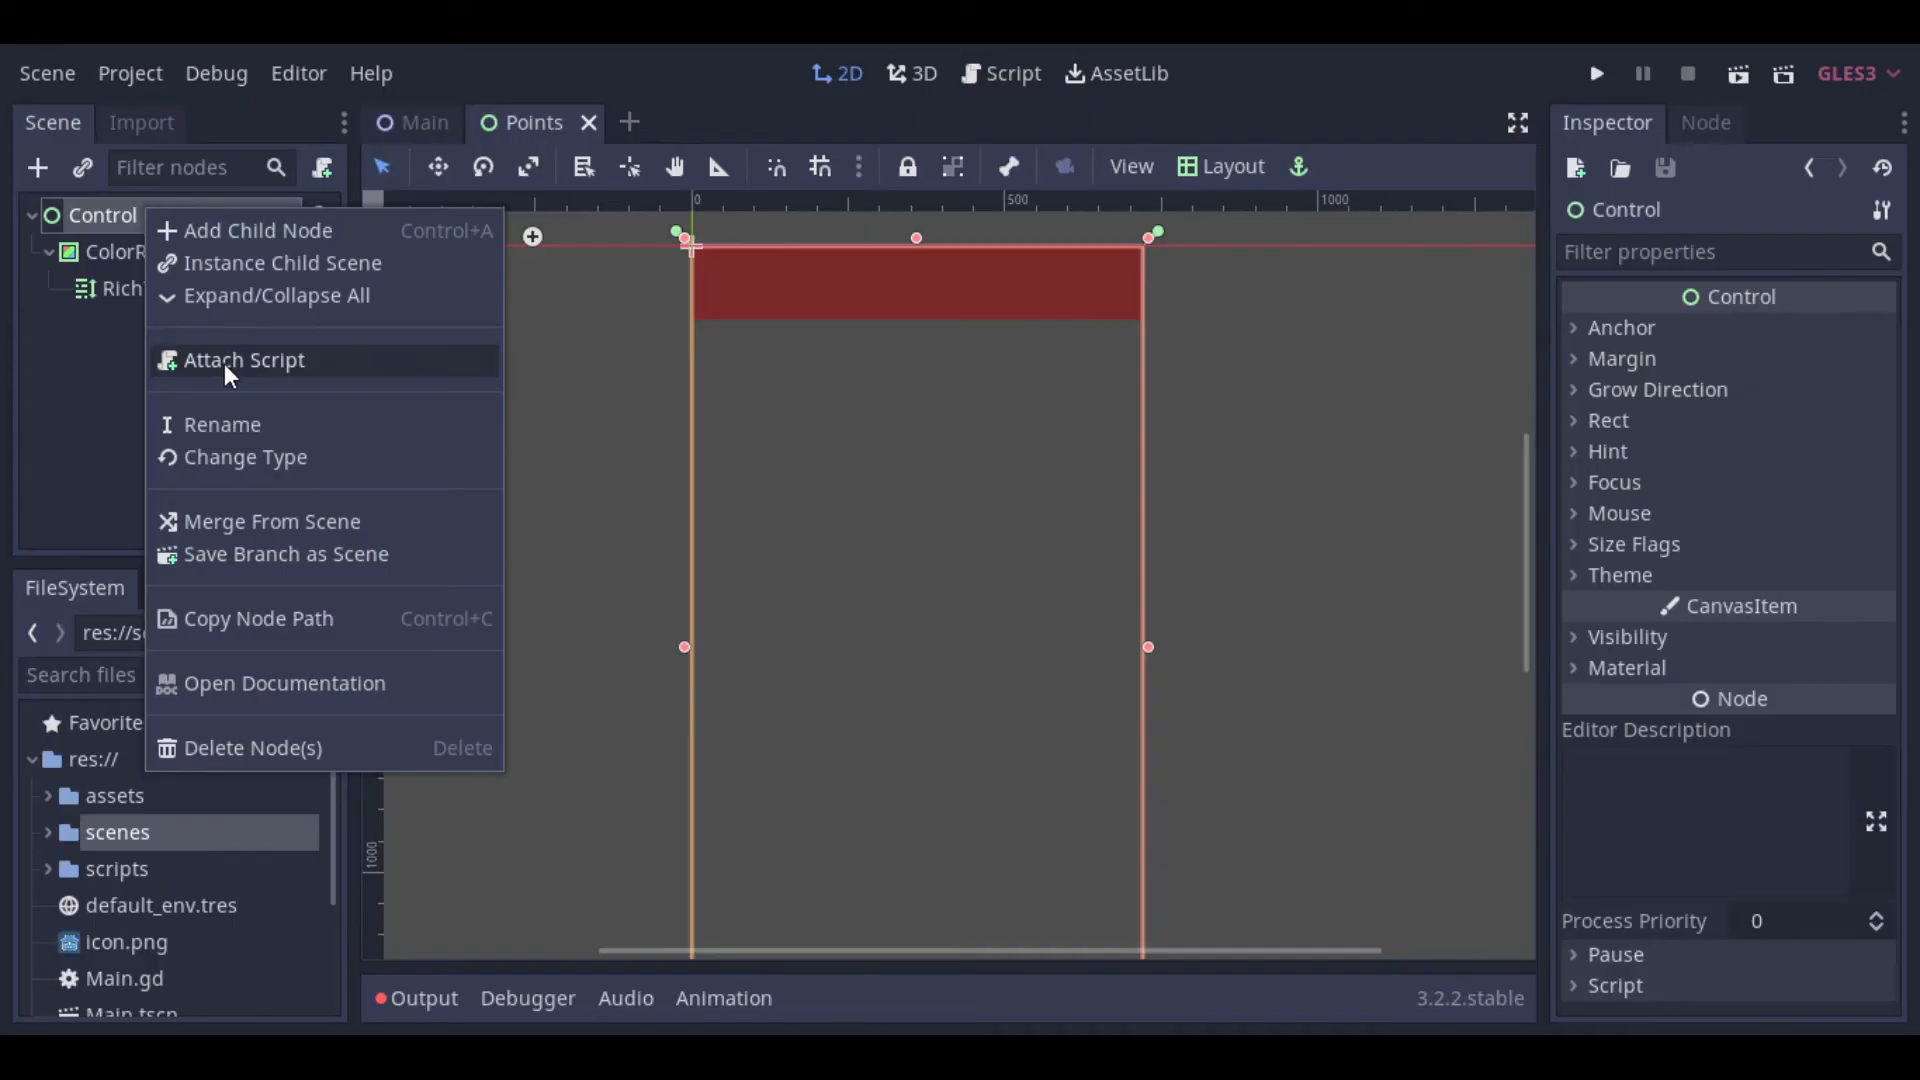 Scene Project Debug Editor Help
2D 3D Script AssetLib
GLES3
Scene Import
Main Points
Inspector Node
Filter nodes
View Layout
Control
Filter properties
Control
ColorR
Rich
Add Child Node Control+A
Instance Child Scene
Expand/Collapse All
Attach Script
Rename
Change Type
Merge From Scene
Save Branch as Scene
Copy Node Path Control+C
Open Documentation
Delete Node(s) Delete
0 500 1000
1000
FileSystem
res://s
Search files
Favorite
res://
assets
scenes
scripts
default_env.tres
icon.png
Main.gd
Main.tscn
Control
Anchor
Margin
Grow Direction
Rect
Hint
Focus
Mouse
Size Flags
Theme
CanvasItem
Visibility
Material
Node
Editor Description
Process Priority 0
Pause
Script
Output Debugger Audio Animation 3.2.2.stable